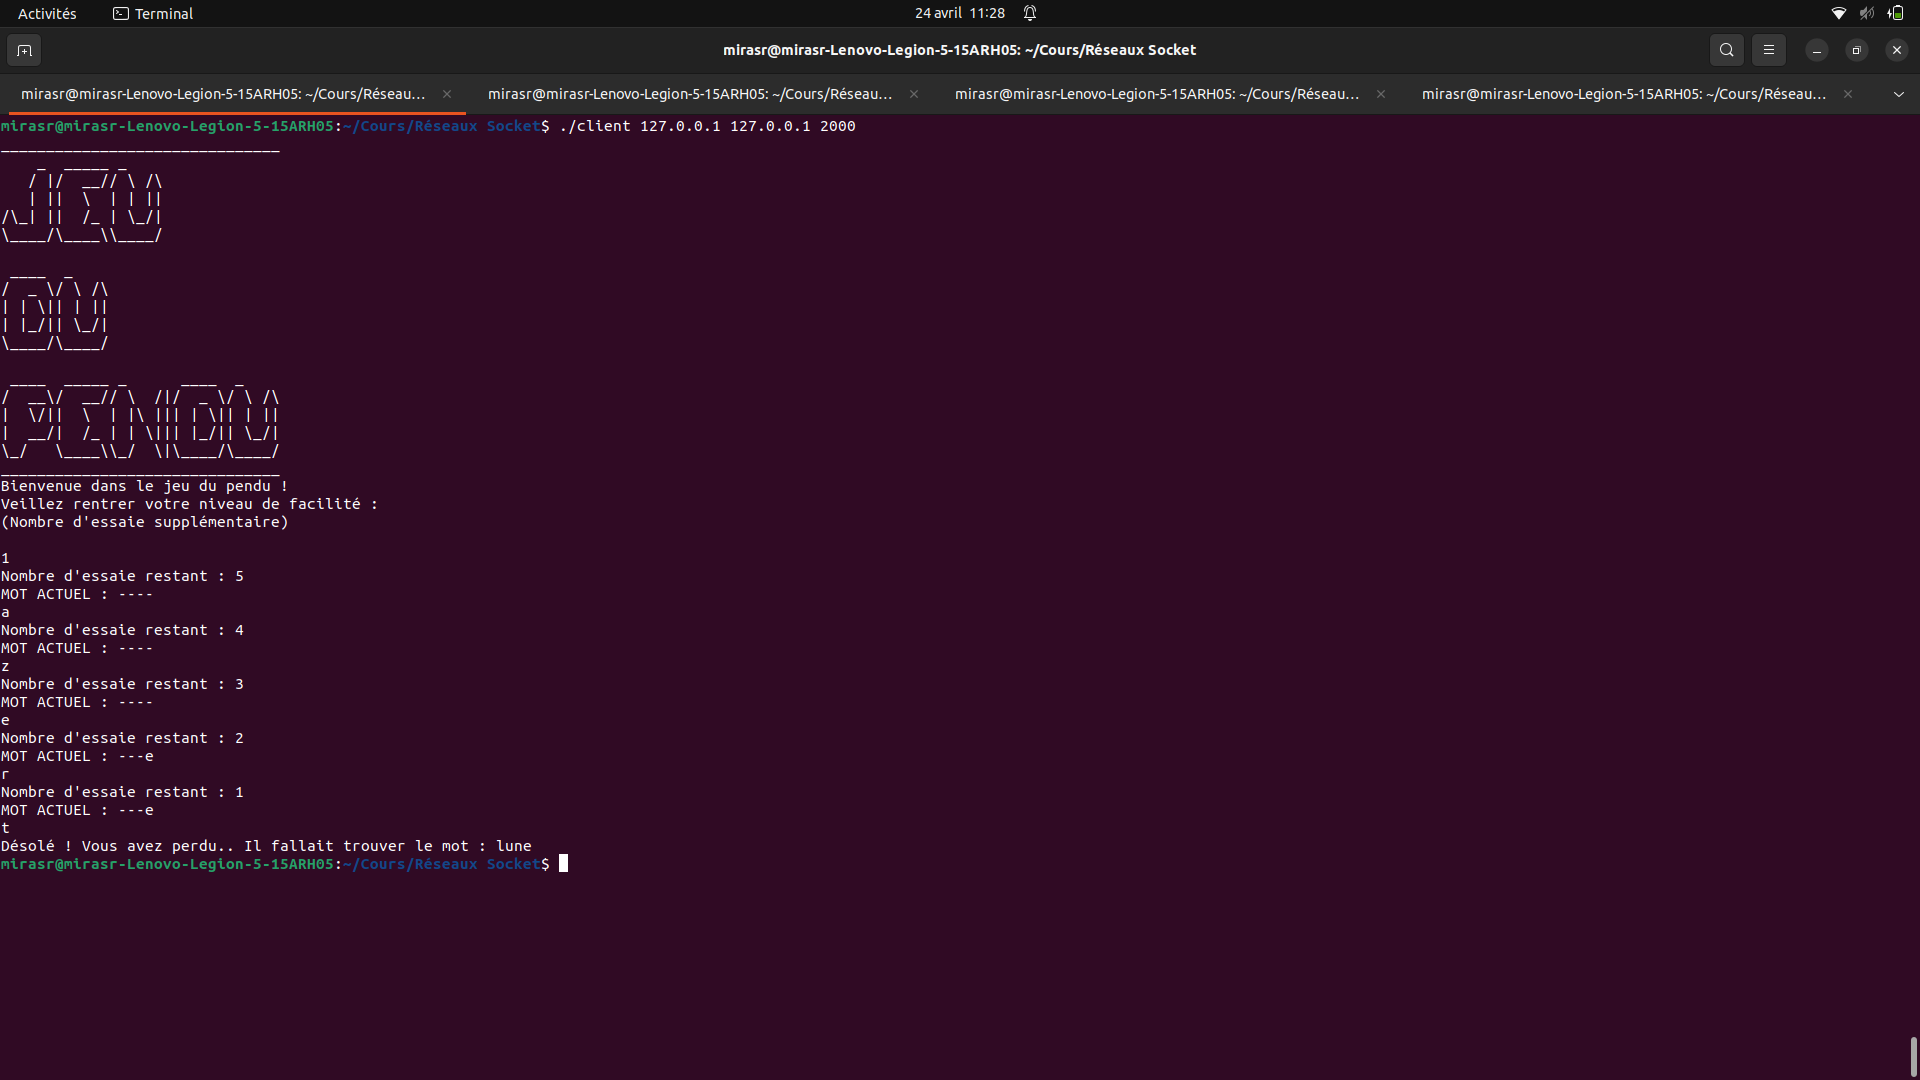 Activités
Terminal
24 avril 11:28
mirasr@mirasr-Lenovo-Legion-5-15ARH05: ~/Cours/Réseaux Socket
mirasr@mirasr-Lenovo-Legion-5-15ARH05: ~/Cours/Réseau…
mirasr@mirasr-Lenovo-Legion-5-15ARH05: ~/Cours/Réseau…
mirasr@mirasr-Lenovo-Legion-5-15ARH05: ~/Cours/Réseau…
mirasr@mirasr-Lenovo-Legion-5-15ARH05: ~/Cours/Réseau…
mirasr@mirasr-Lenovo-Legion-5-15ARH05:~/Cours/Réseaux Socket$ ./client 127.0.0.1 127.0.0.1 2000
JEU
DU
PENDU
Bienvenue dans le jeu du pendu !
Veillez rentrer votre niveau de facilité :
(Nombre d'essaie supplémentaire)
1
Nombre d'essaie restant : 5
MOT ACTUEL : ----
a
Nombre d'essaie restant : 4
MOT ACTUEL : ----
z
Nombre d'essaie restant : 3
MOT ACTUEL : ----
e
Nombre d'essaie restant : 2
MOT ACTUEL : ---e
r
Nombre d'essaie restant : 1
MOT ACTUEL : ---e
t
Désolé ! Vous avez perdu.. Il fallait trouver le mot : lune
mirasr@mirasr-Lenovo-Legion-5-15ARH05:~/Cours/Réseaux Socket$